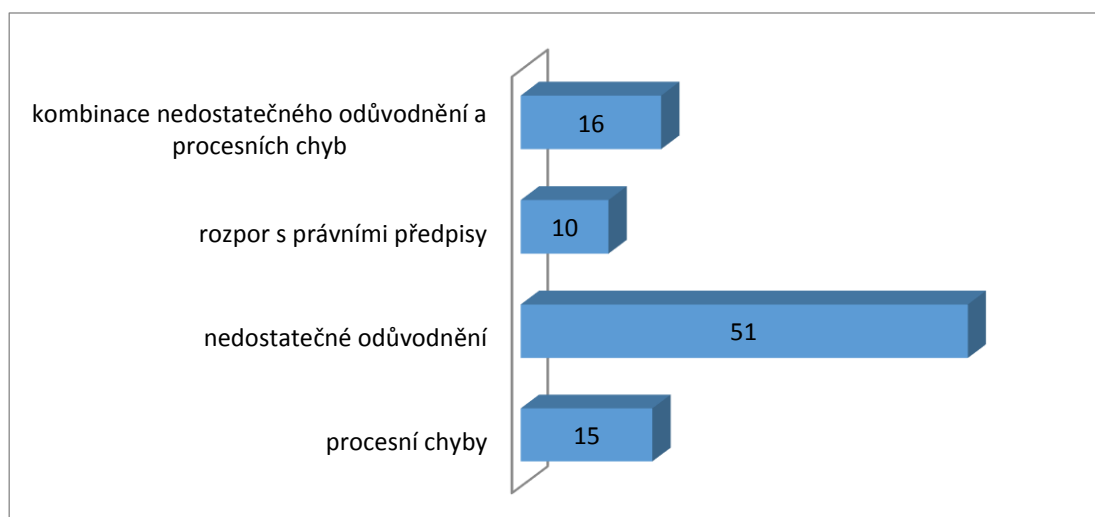 kombinace nedostatečného odůvodnění a
procesních chyb
16
rozpor s právními předpisy
10
nedostatečné odůvodnění
51
procesní chyby
15